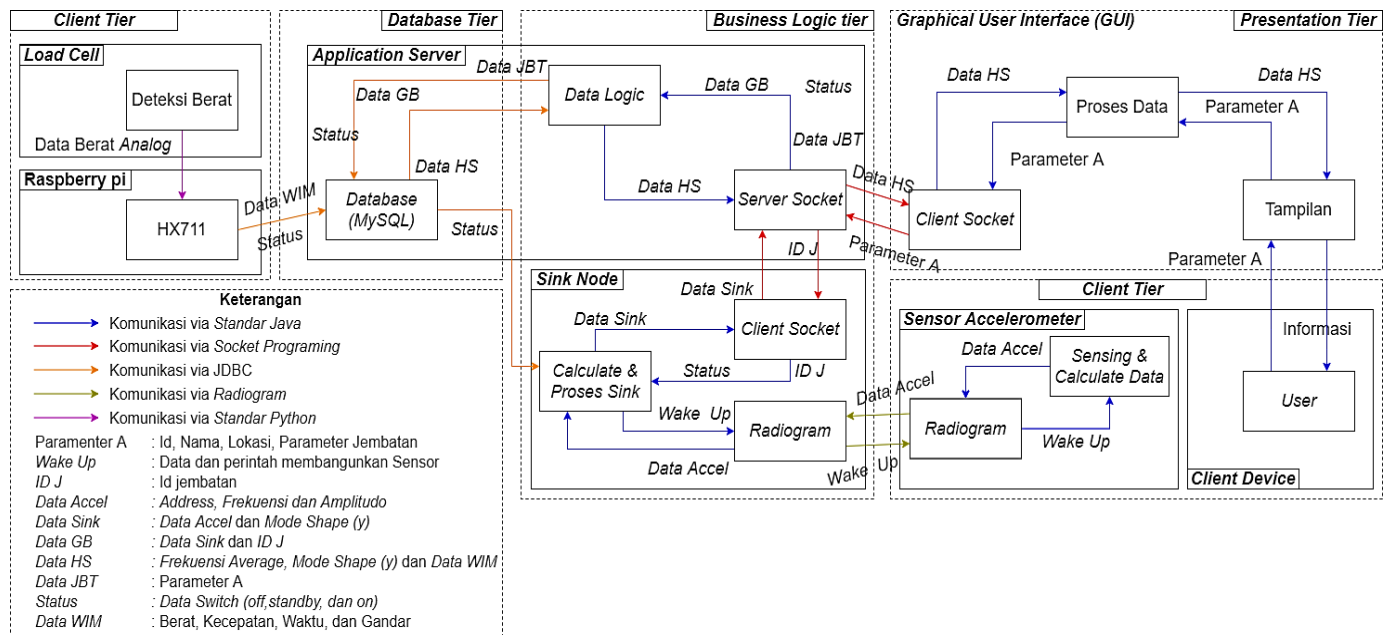 Client Tier
Load Cell
Deteksi Berat
Data Berat Analog
Raspberry pi
HX711
Data WIM
Status
Database Tier
Application Server
Data JBT
Data GB
Status
Data HS
Database
(MySQL)
Status
Business Logic tier
Data Logic
Data GB
Status
Data JBT
Data HS
Server Socket
ID J
Data HS
Parameter A
Sink Node
Data Sink
Data Sink
Client Socket
Calculate &
Proses Sink
Status
ID J
Wake Up
Radiogram
Data Accel
Data Accel
Wake Up
Graphical User Interface (GUI)
Presentation Tier
Data HS
Data HS
Proses Data
Parameter A
Parameter A
Client Socket
Tampilan
Parameter A
Client Tier
Sensor Accelerometer
Data Accel
Sensing &
Calculate Data
Radiogram
Wake Up
Informasi
User
Client Device
Keterangan
Komunikasi via Standar Java
Komunikasi via Socket Programing
Komunikasi via JDBC
Komunikasi via Radiogram
Komunikasi via Standar Python
Paramenter A : Id, Nama, Lokasi, Parameter Jembatan
Wake Up : Data dan perintah membangunkan Sensor
ID J : Id jembatan
Data Accel : Address, Frekuensi dan Amplitudo
Data Sink : Data Accel dan Mode Shape (y)
Data GB : Data Sink dan ID J
Data HS : Frekuensi Average, Mode Shape (y) dan Data WIM
Data JBT : Parameter A
Status : Data Switch (off,standby, dan on)
Data WIM : Berat, Kecepatan, Waktu, dan Gandar